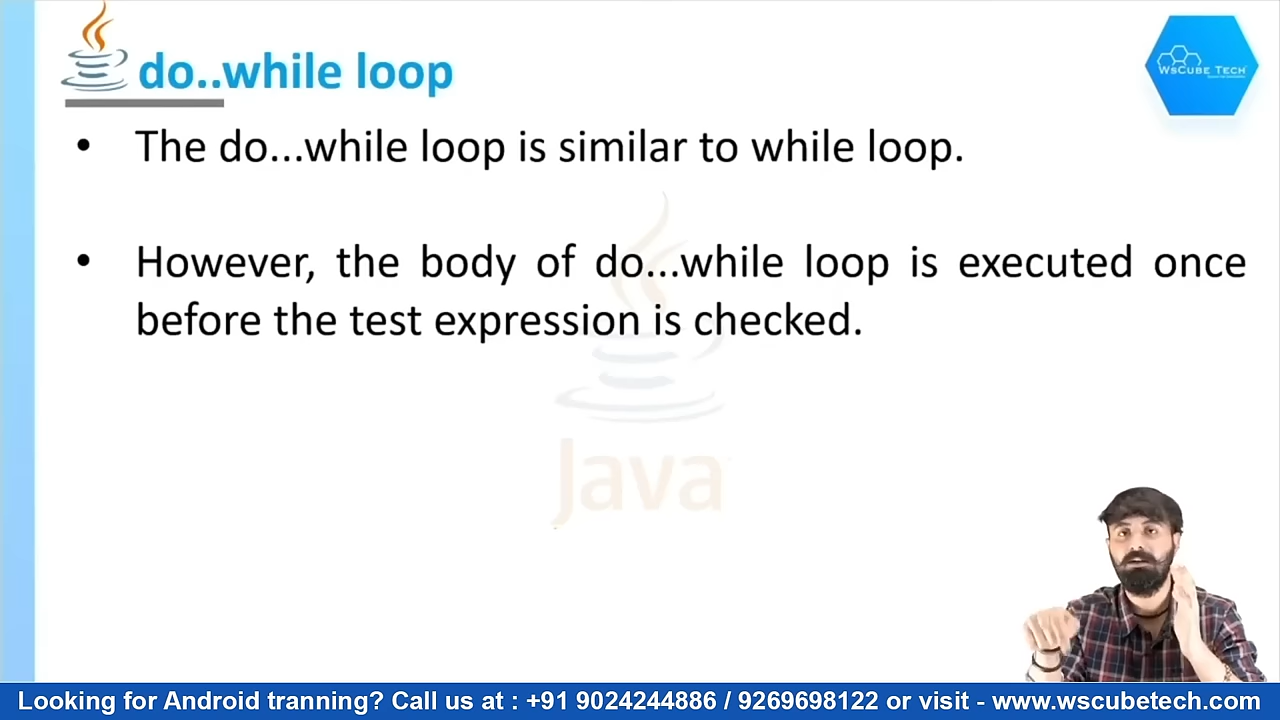 do..while loop
WsCube Tech
• The do...while loop is similar to while loop.
• However, the body of do...while loop is executed once
before the test expression is checked.
Java
Looking for Android tranning? Call us at : +91 9024244886 / 9269698122 or visit - www.wscubetech.com